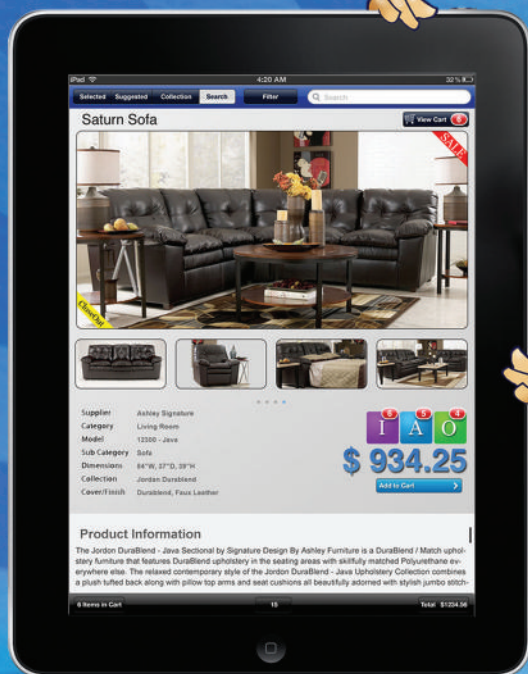 iPad
4:20 AM
32 %
Selected Suggested Collection Search Filter Search
Saturn Sofa
View Cart 6
SALE
CloseOut
Supplier Ashley Signature
Category Living Room
Model 12300 - Java
Sub Category Sofa
Dimensions 64"W, 27"D, 39"H
Collection Jordon Durablend
Cover/Finish Durablend, Faux Leather
6 5 4
I A O
$ 934.25
Add to Cart
Product Information
The Jordon DuraBlend - Java Sectional by Signature Design By Ashley Furniture is a DuraBlend / Match uphol-
stery furniture that features DuraBlend upholstery in the seating areas with skillfully matched Polyurethane ev-
erywhere else. The relaxed contemporary style of the Jordon DuraBlend - Java Upholstery Collection combines
a plush tufted back along with pillow top arms and seat cushions all beautifully adorned with stylish jumbo stitch-
6 Items in Cart 15 Total $1234.56